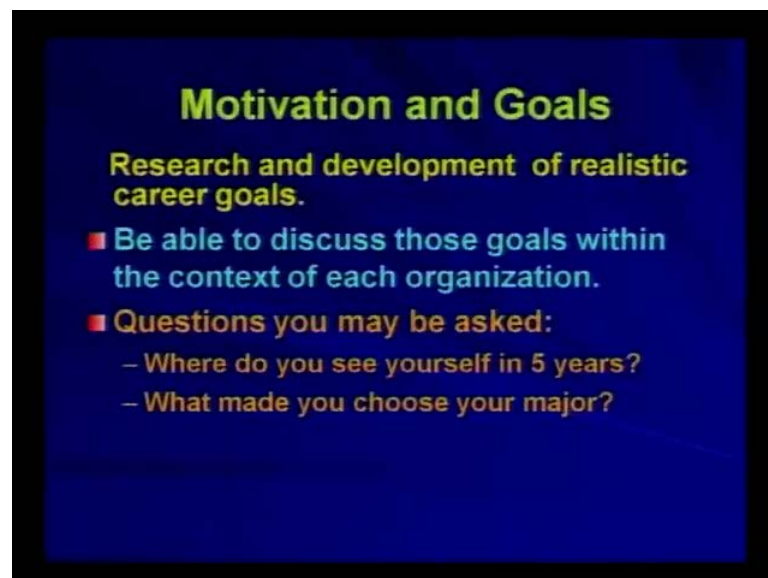 Motivation and Goals
Research and development of realistic
career goals.
Be able to discuss those goals within
the context of each organization.
Questions you may be asked:
– Where do you see yourself in 5 years?
– What made you choose your major?